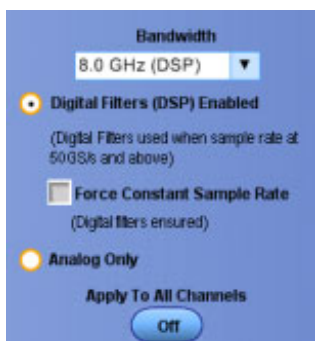 Bandwidth
8.0 GHz (DSP)
Digital Filters (DSP) Enabled
(Digital Filters used when sample rate at
50GS/s and above)
Force Constant Sample Rate
(Digital filters ensured)
Analog Only
Apply To All Channels
Off